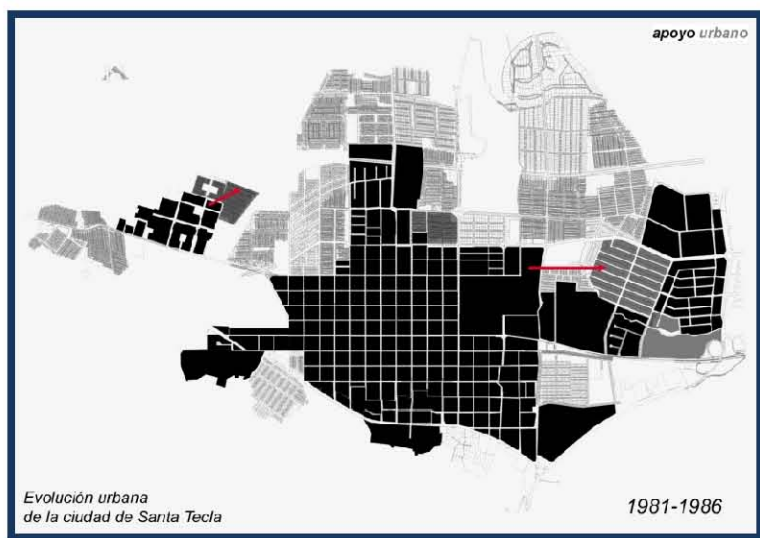 apoyo urbano
Evolución urbana
de la ciudad de Santa Tecla
1981-1986